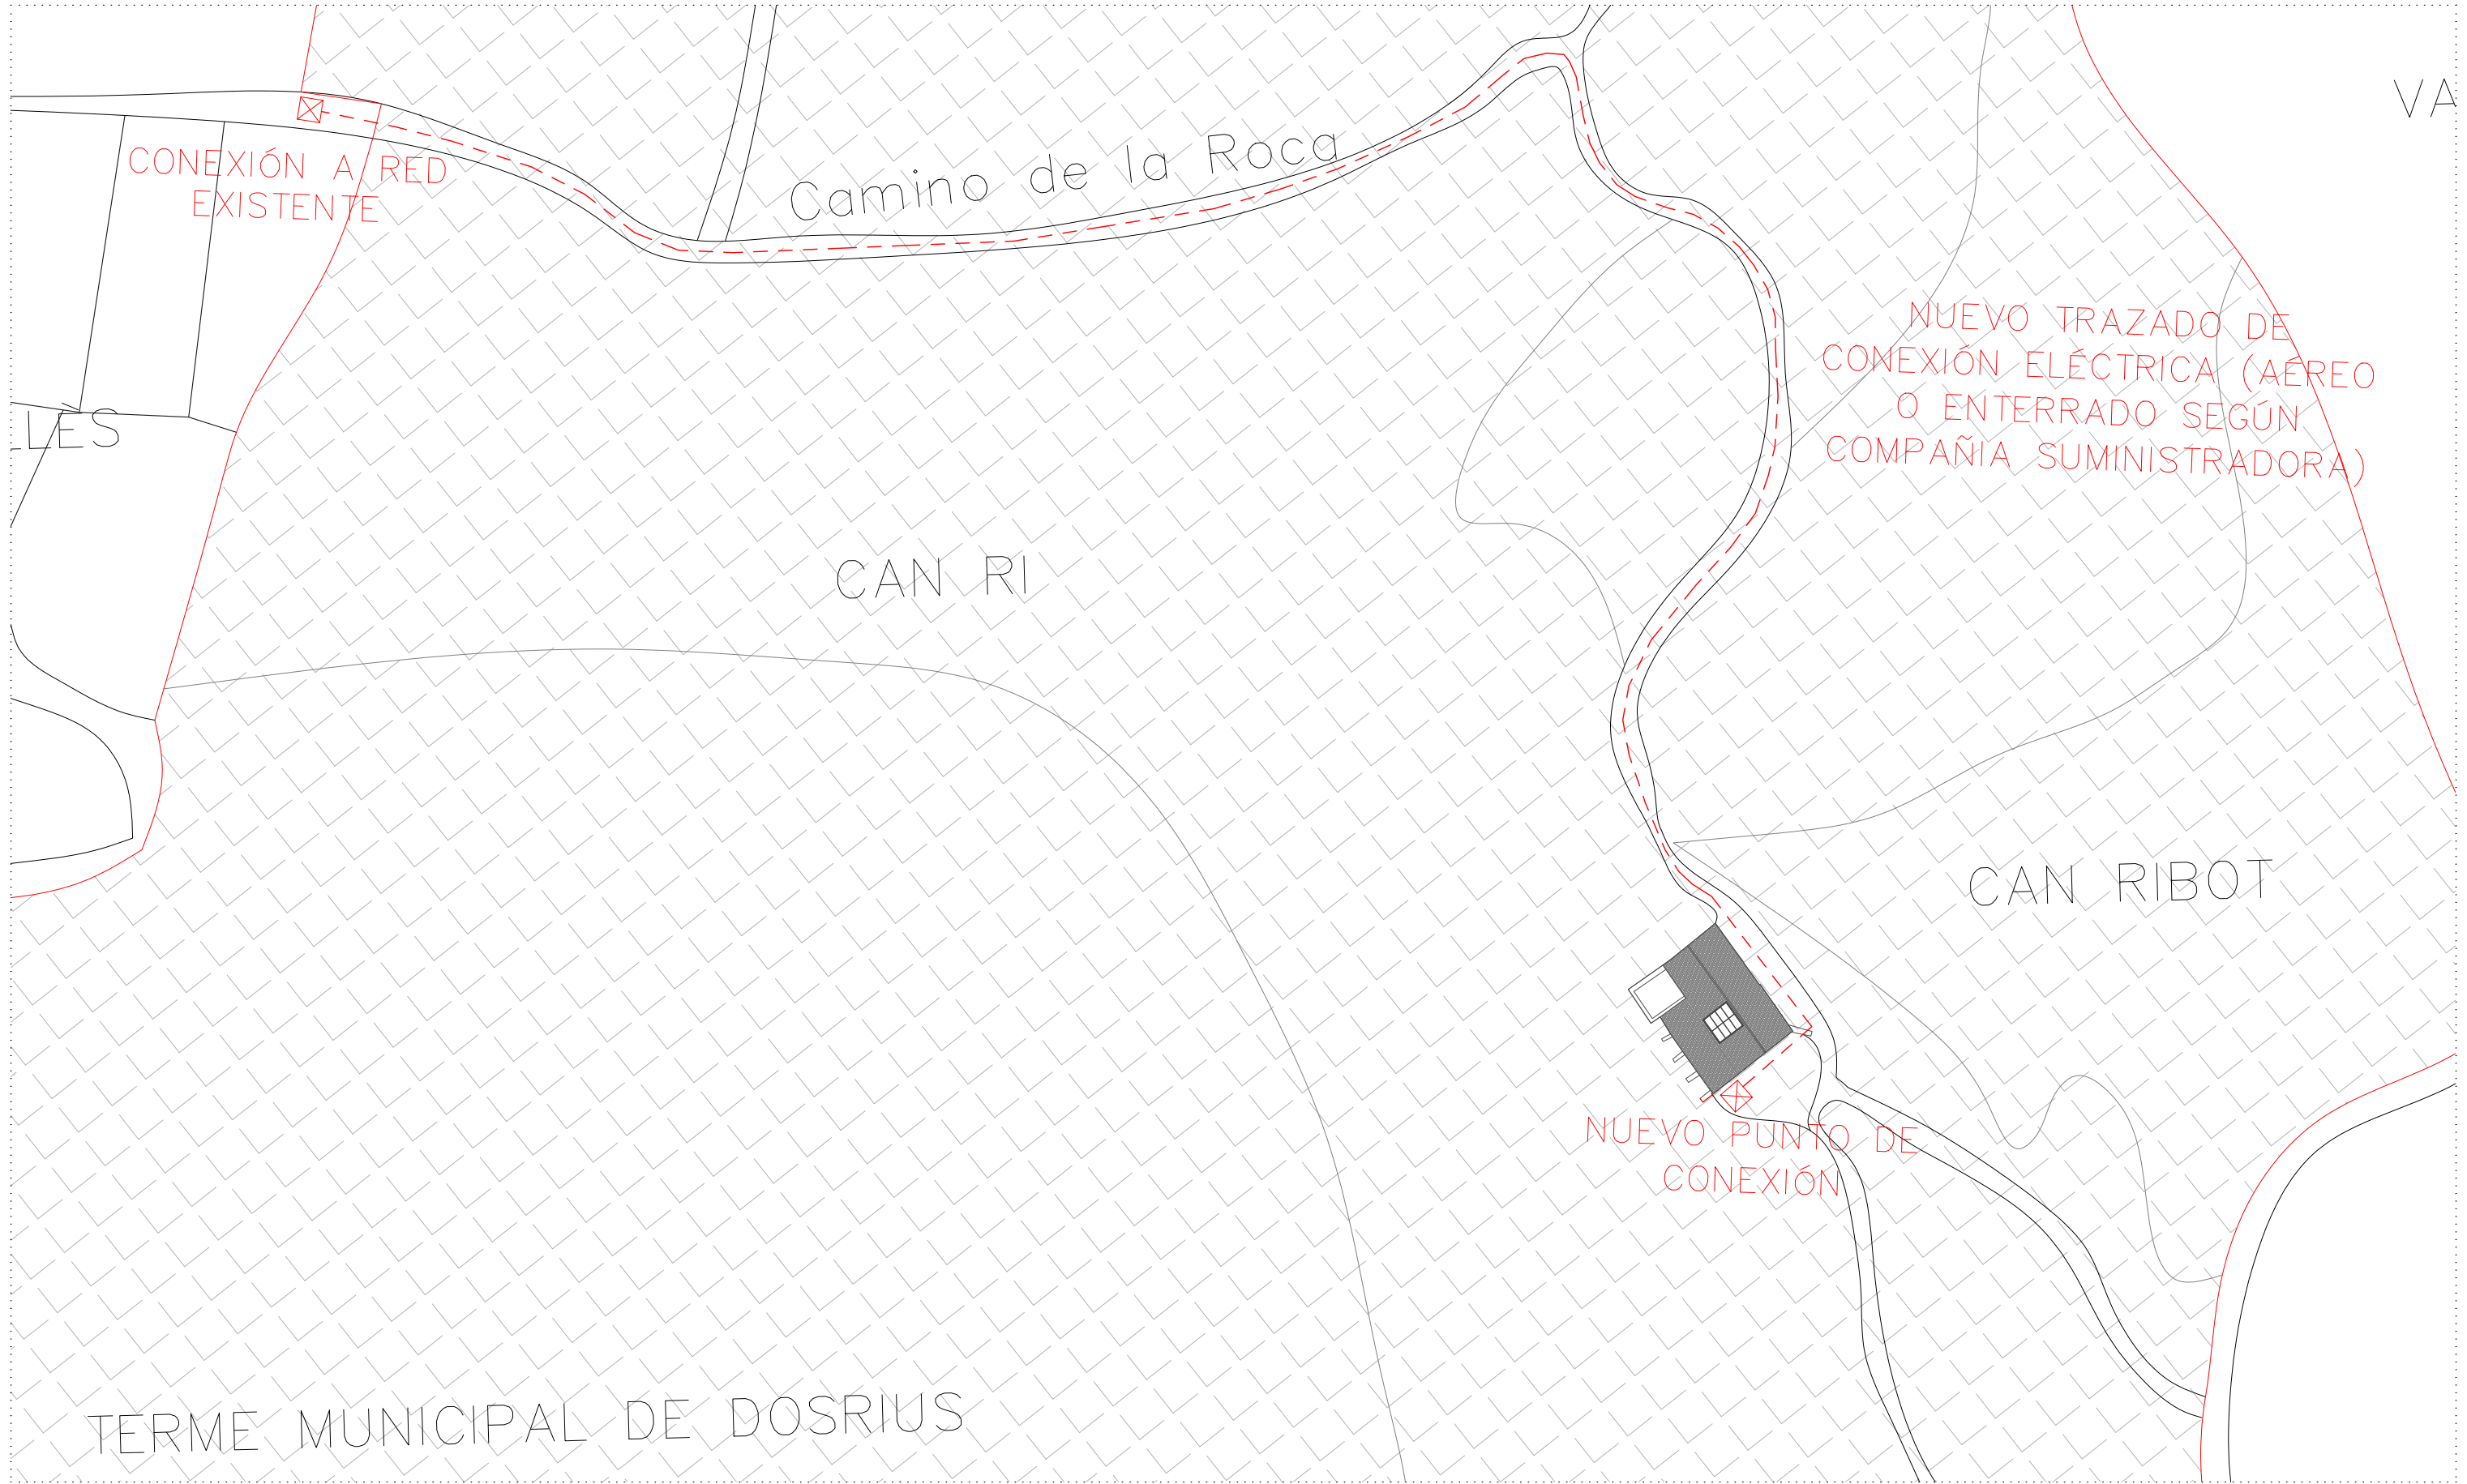 VA
CONEXIÓN A RED
EXISTENTE
Camino de la Roca
NUEVO TRAZADO DE
CONEXIÓN ELÉCTRICA (AÉREO
O ENTERRADO SEGÚN
COMPAÑIA SUMINISTRADORA)
LLÈS
CAN RI
CAN RIBOT
NUEVO PUNTO DE
CONEXIÓN
TERME MUNICIPAL DE DOSRIUS